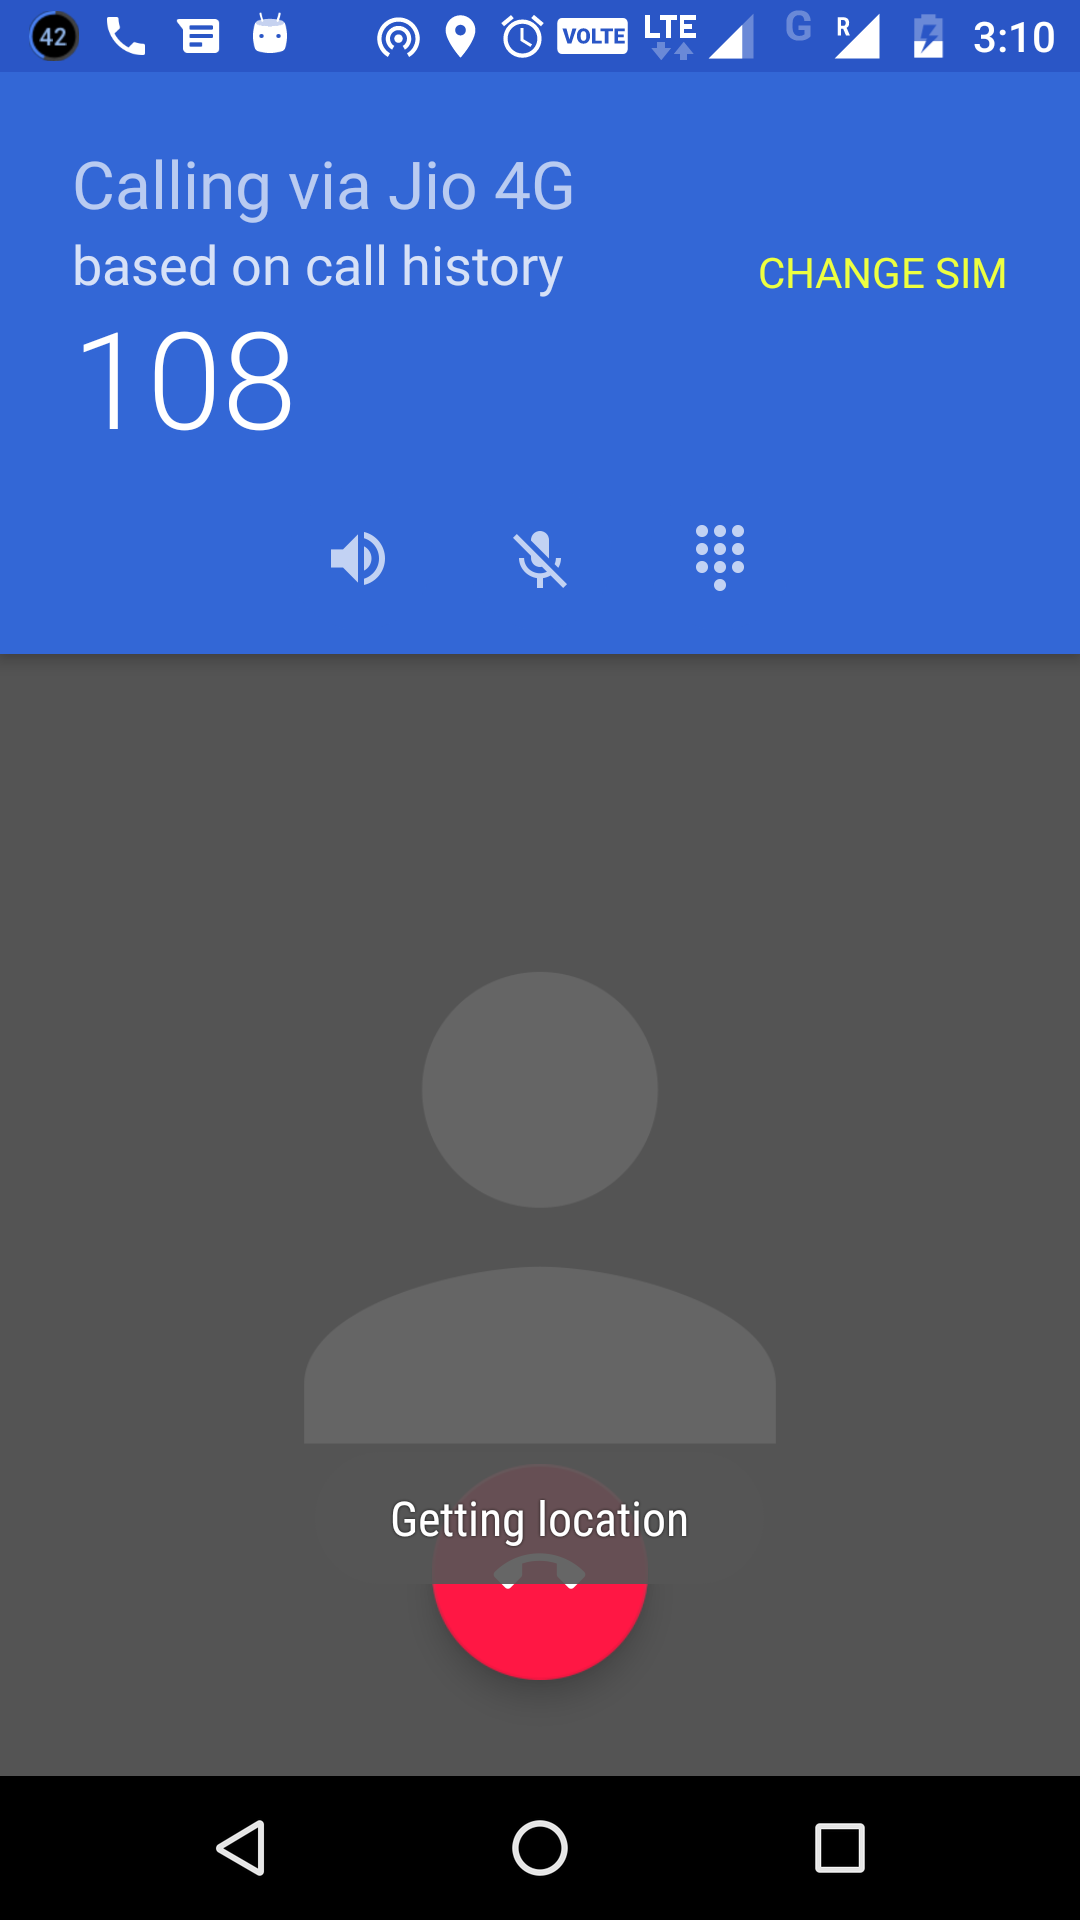 42 VOLTE LTE G R 3:10
Calling via Jio 4G
based on call history
CHANGE SIM
108
Getting location